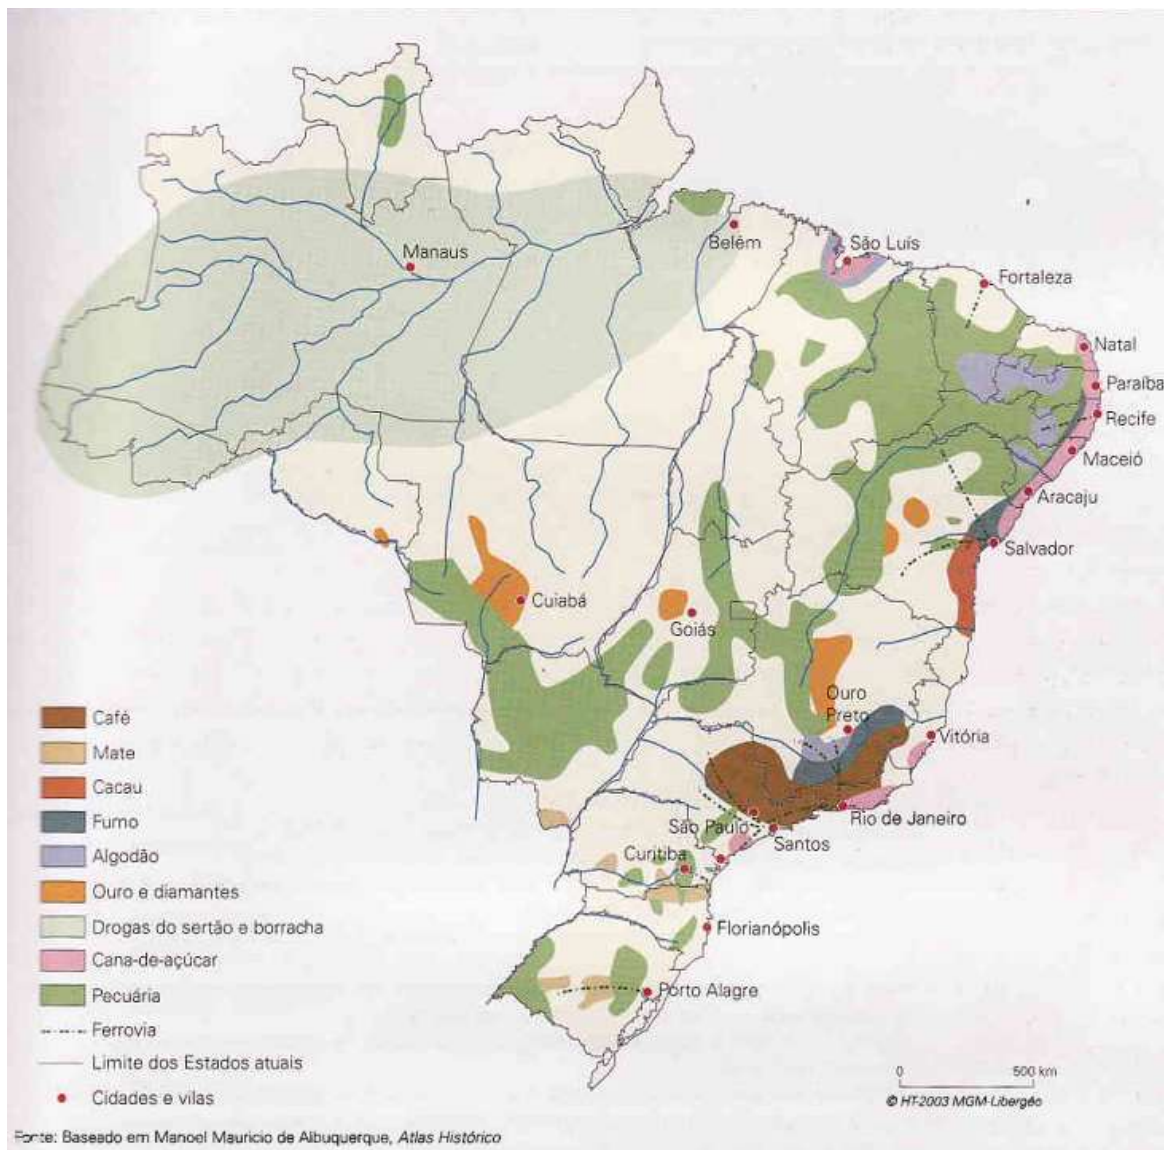 Manaus
Belém
São Luís
Fortaleza
Natal
Paraíba
Recife
Maceió
Aracaju
Salvador
Cuiabá
Goiás
Ouro
Preto
Vitória
Rio de Janeiro
São Paulo
Santos
Curitiba
Florianópolis
Porto Alagre
Café
Mate
Cacau
Fumo
Algodão
Ouro e diamantes
Drogas do sertão e borracha
Cana-de-açúcar
Pecuária
Ferrovia
Limite dos Estados atuais
Cidades e vilas
0 500 km
© HT-2003 MGM-Libergéo
Fonte: Baseado em Manoel Mauricio de Albuquerque, Atlas Histórico